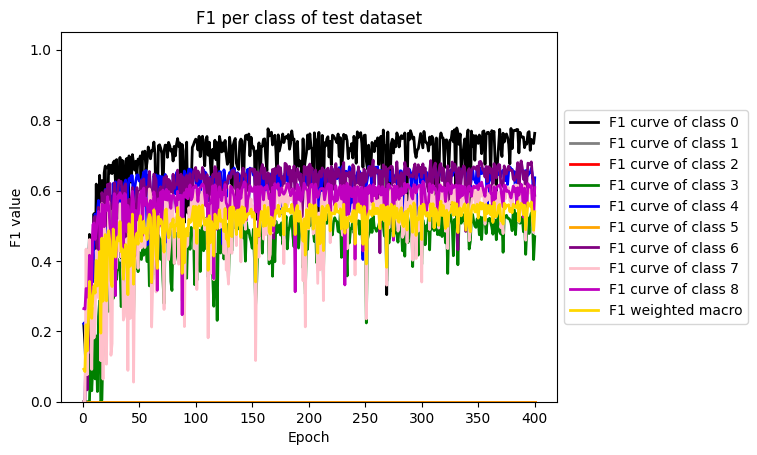 F1 per class of test dataset
F1 value
1.0
0.8
0.6
0.4
0.2
0.0
0
50
100
150
200
250
300
350
400
Epoch
F1 curve of class 0
F1 curve of class 1
F1 curve of class 2
F1 curve of class 3
F1 curve of class 4
F1 curve of class 5
F1 curve of class 6
F1 curve of class 7
F1 curve of class 8
F1 weighted macro